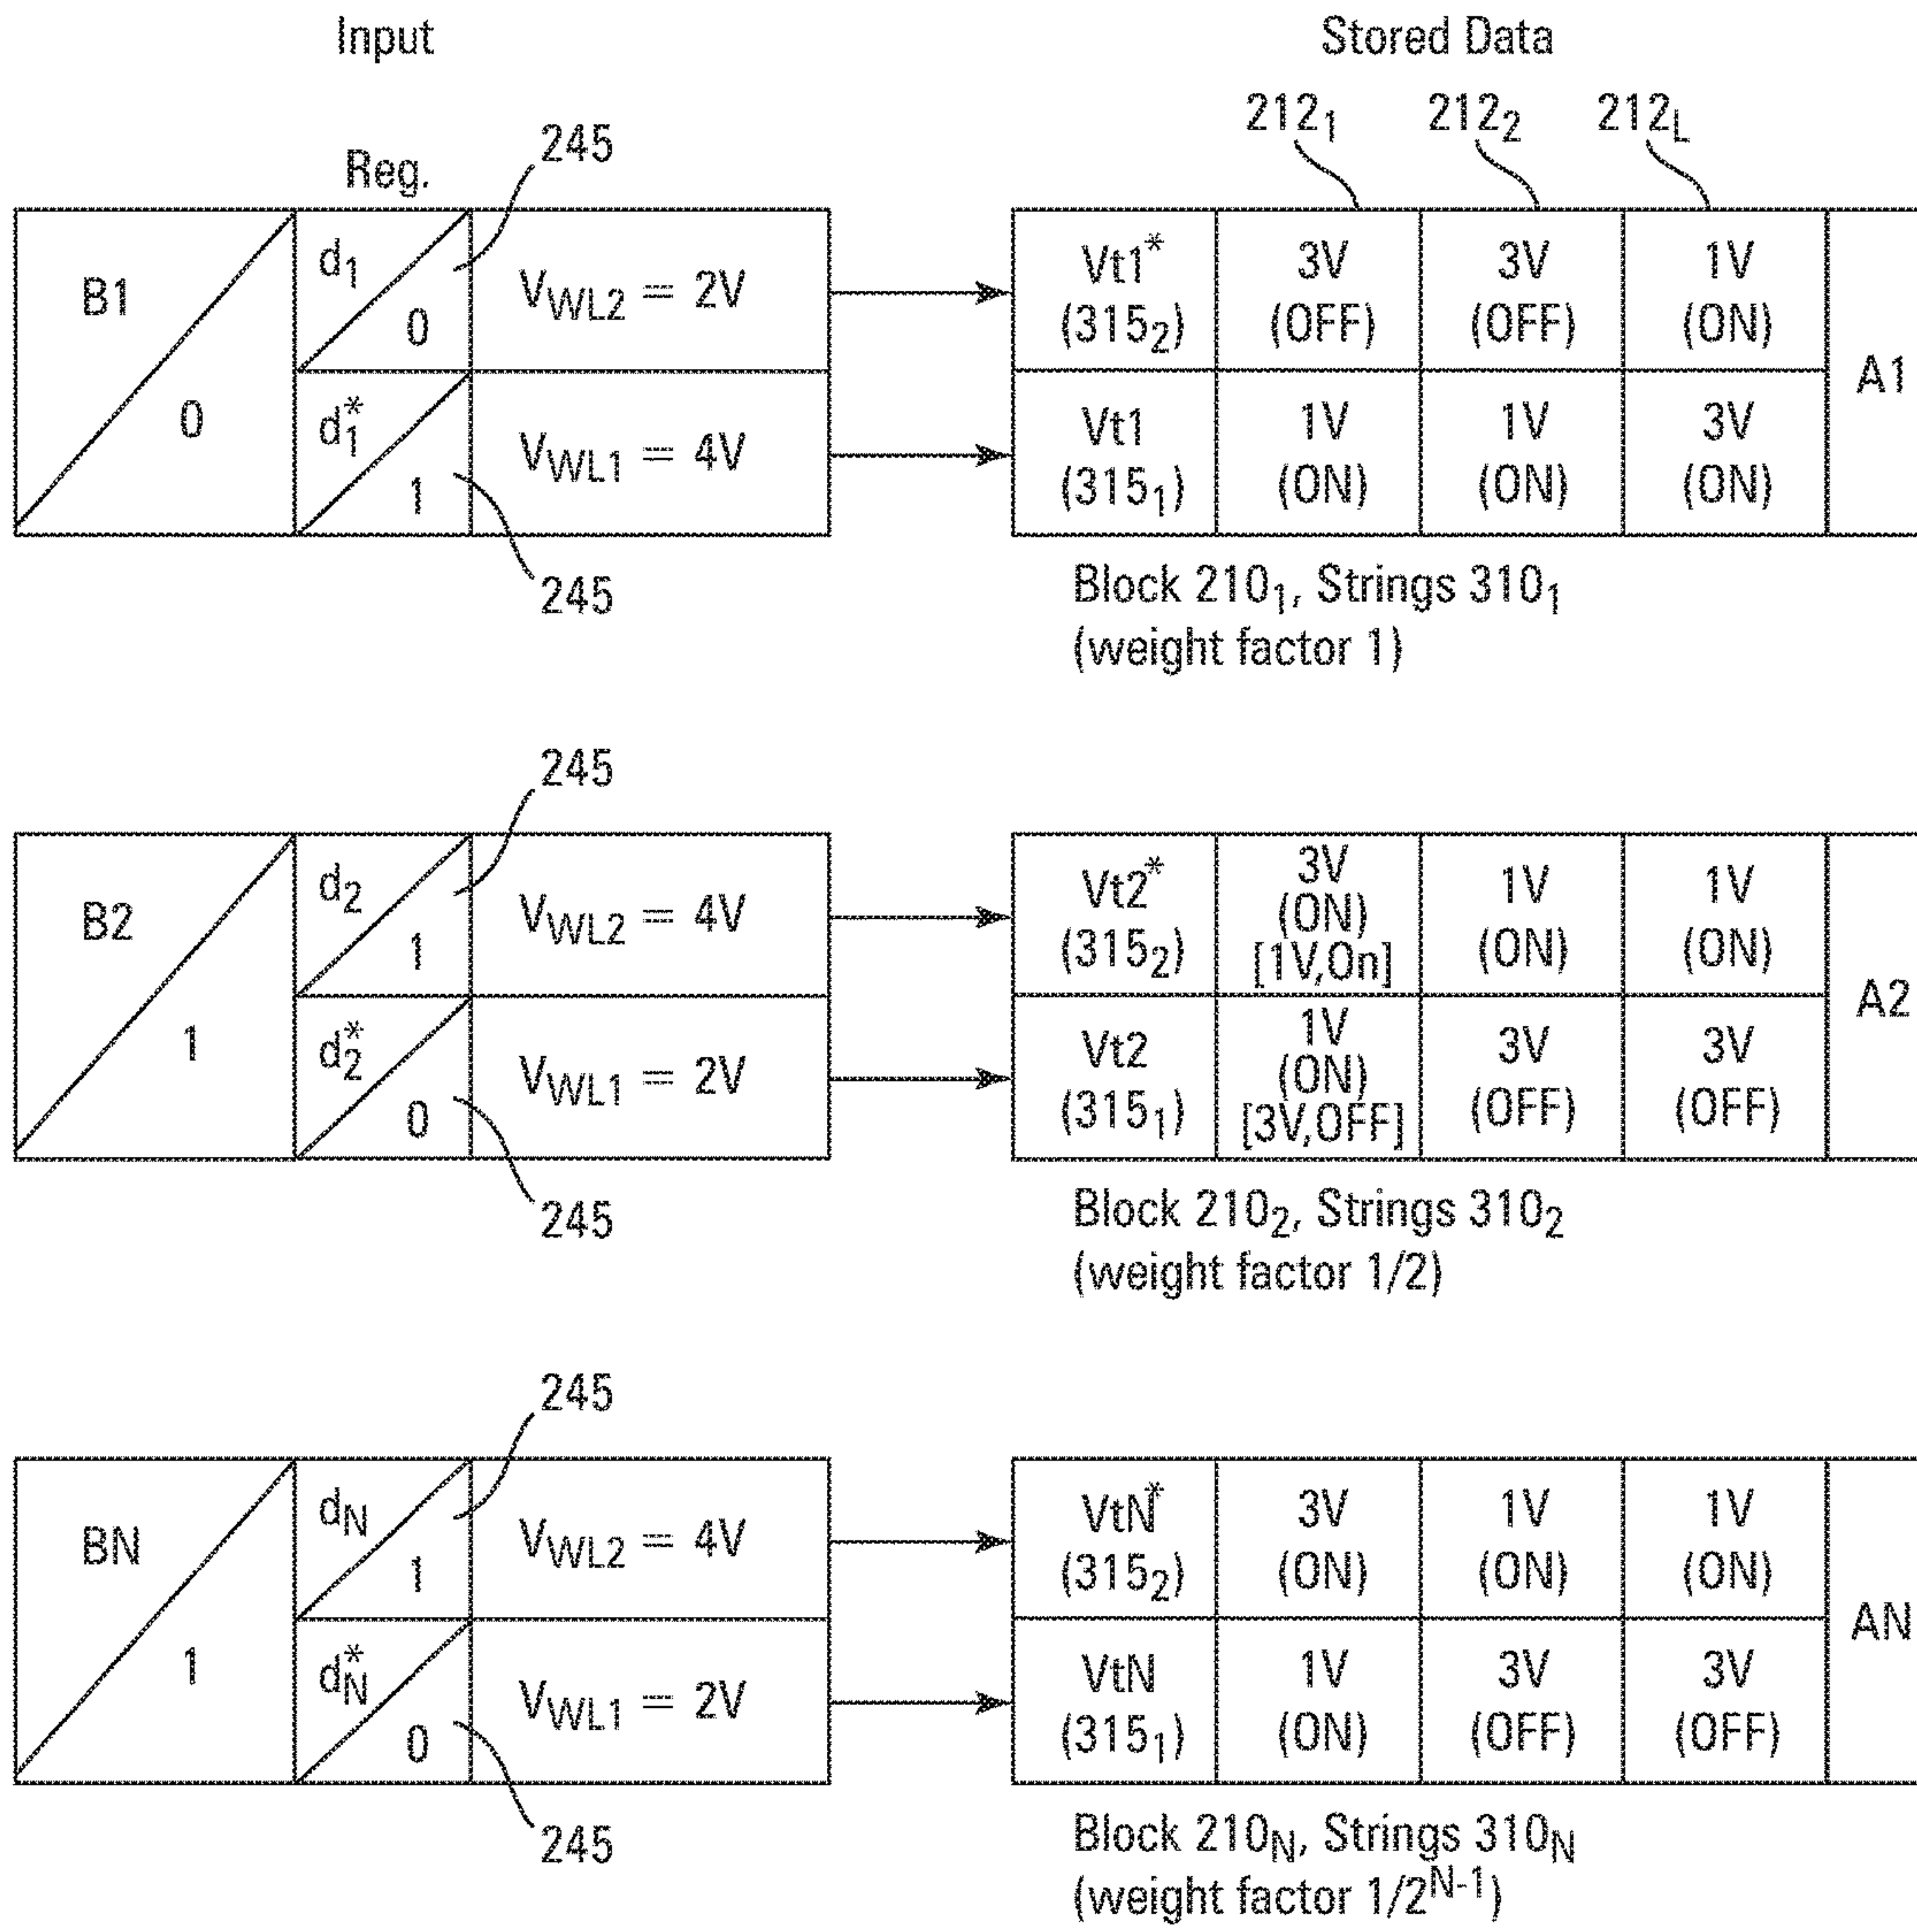 Input
Stored Data
212₁ 212₂ 212L
245
Reg.
B1 0
d₁ 0 VWL2 = 2V
d₁* 1 VWL1 = 4V
Vt1* (315₂) 3V (OFF) 3V (OFF) 1V (ON)
Vt1 (315₁) 1V (ON) 1V (ON) 3V (ON)
A1
245
Block 210₁, Strings 310₁
(weight factor 1)
245
B2 1
d₂ 1 VWL2 = 4V
d₂* 0 VWL1 = 2V
Vt2* (315₂) 3V (ON) [1V,On] 1V (ON) 1V (ON)
Vt2 (315₁) 1V (ON) [3V,OFF] 3V (OFF) 3V (OFF)
A2
245
Block 210₂, Strings 310₂
(weight factor 1/2)
245
BN 1
dN 1 VWL2 = 4V
dN* 0 VWL1 = 2V
VtN* (315₂) 3V (ON) 1V (ON) 1V (ON)
VtN (315₁) 1V (ON) 3V (OFF) 3V (OFF)
AN
245
Block 210N, Strings 310N
(weight factor 1/2ᴺ⁻¹)